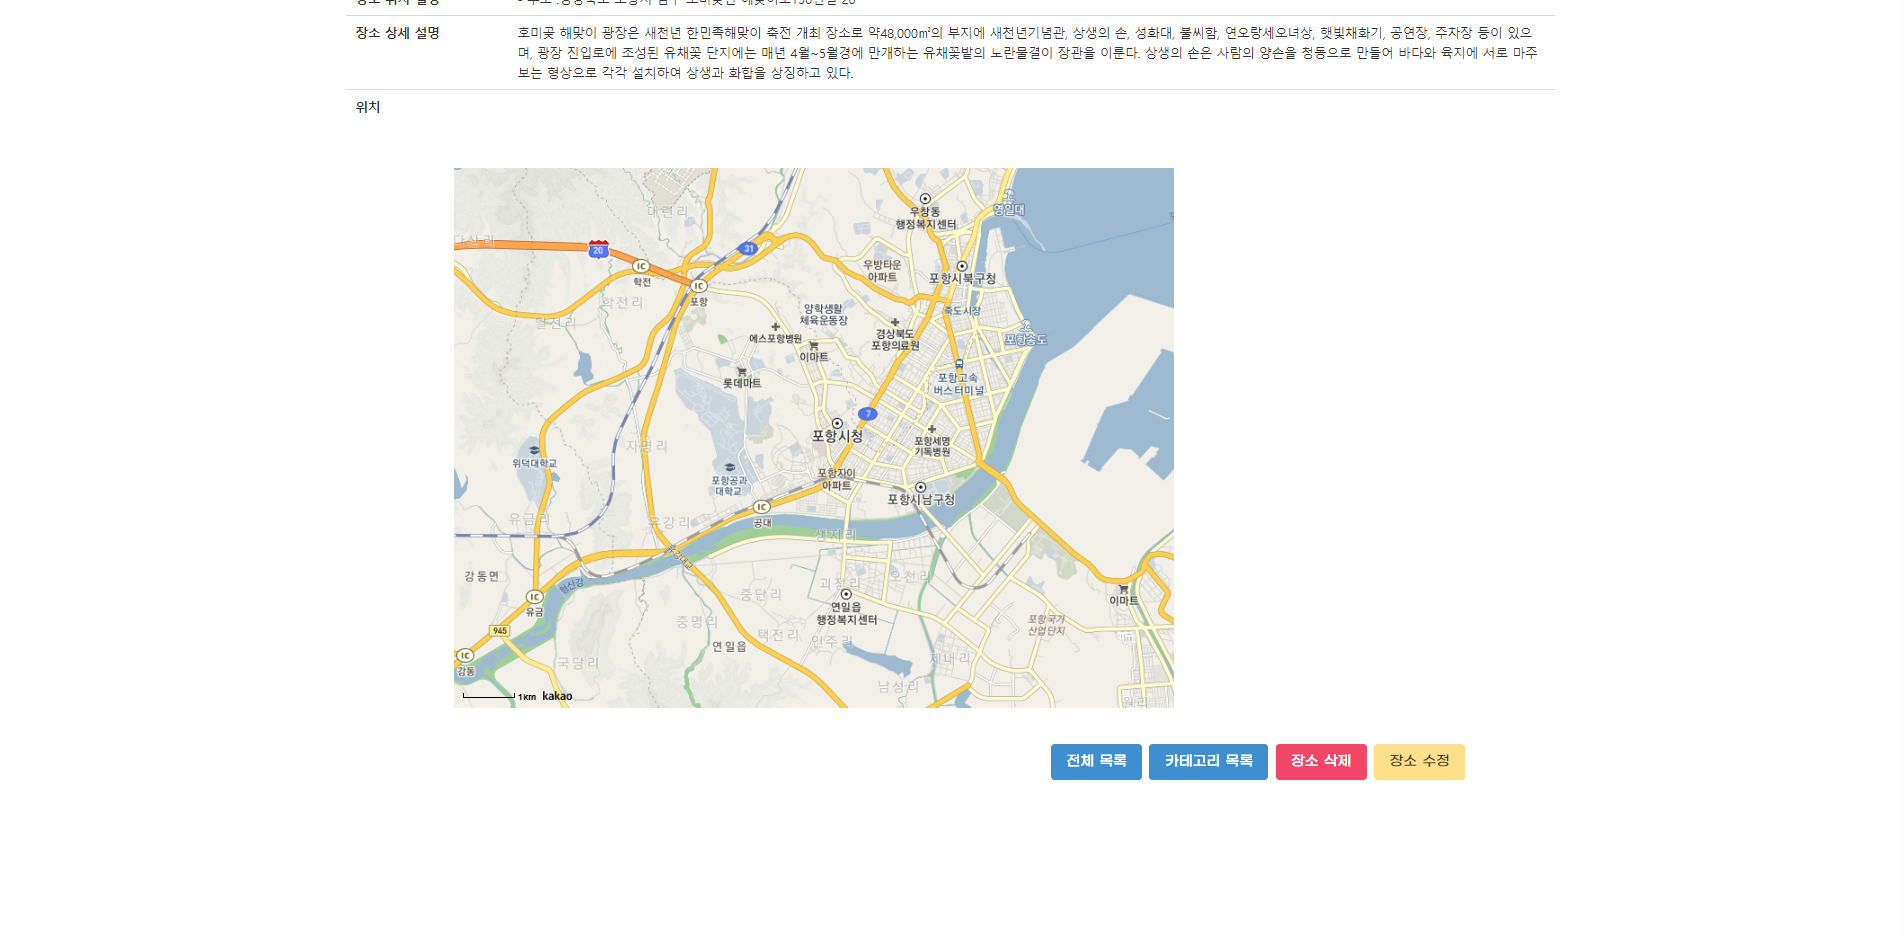 장소 상세 설명
호미곶 해맞이 광장은 새천년 한민족해맞이 축전 개최 장소로 약48,000㎡의 부지에 새천년기념관, 상생의 손, 성화대, 불씨함, 연오랑세오녀상, 햇빛채화기, 공연장, 주차장 등이 있으
며, 광장 진입로에 조성된 유채꽃 단지에는 매년 4월~5월경에 만개하는 유채꽃밭의 노란물결이 장관을 이룬다. 상생의 손은 사람의 양손을 청동으로 만들어 바다와 육지에 서로 마주
보는 형상으로 각각 설치하여 상생과 화합을 상징하고 있다.
위치
우창동
행정복지센터
영일대
대련리
달산리
20
31
IC
학전
IC
포항
우방타운
아파트
포항시북구청
학전리
달전리
양학생활
체육운동장
죽도시장
에스포항병원
이마트
경상북도
포항의료원
포항송도
롯데마트
포항고속
버스터미널
7
포항시청
포항세명
기독병원
자명리
위덕대학교
포항공과
대학교
포항자이
아파트
포항시남구청
IC
공대
유금리
유강리
생지리
강동면
형산강
괴정리
오천리
중단리
이마트
IC
유금
연일읍
행정복지센터
945
중명리
택전리
인주리
포항국가
산업단지
연일읍
IC
강동
국당리
제내리
남성리
원리
1km kakao
전체 목록 카테고리 목록 장소 삭제 장소 수정